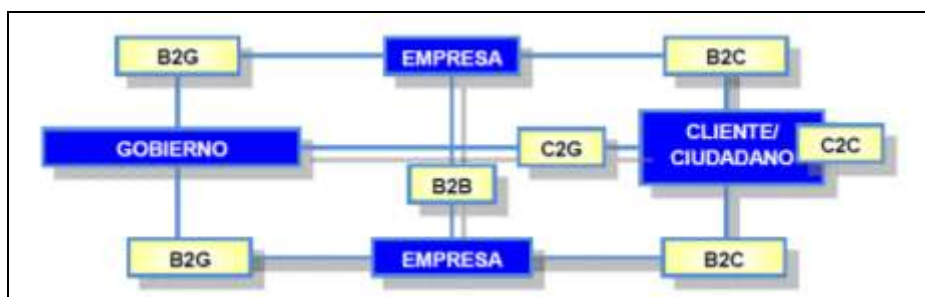 B2G
EMPRESA
B2C
GOBIERNO
C2G
CLIENTE/
CIUDADANO
C2C
B2B
B2G
EMPRESA
B2C